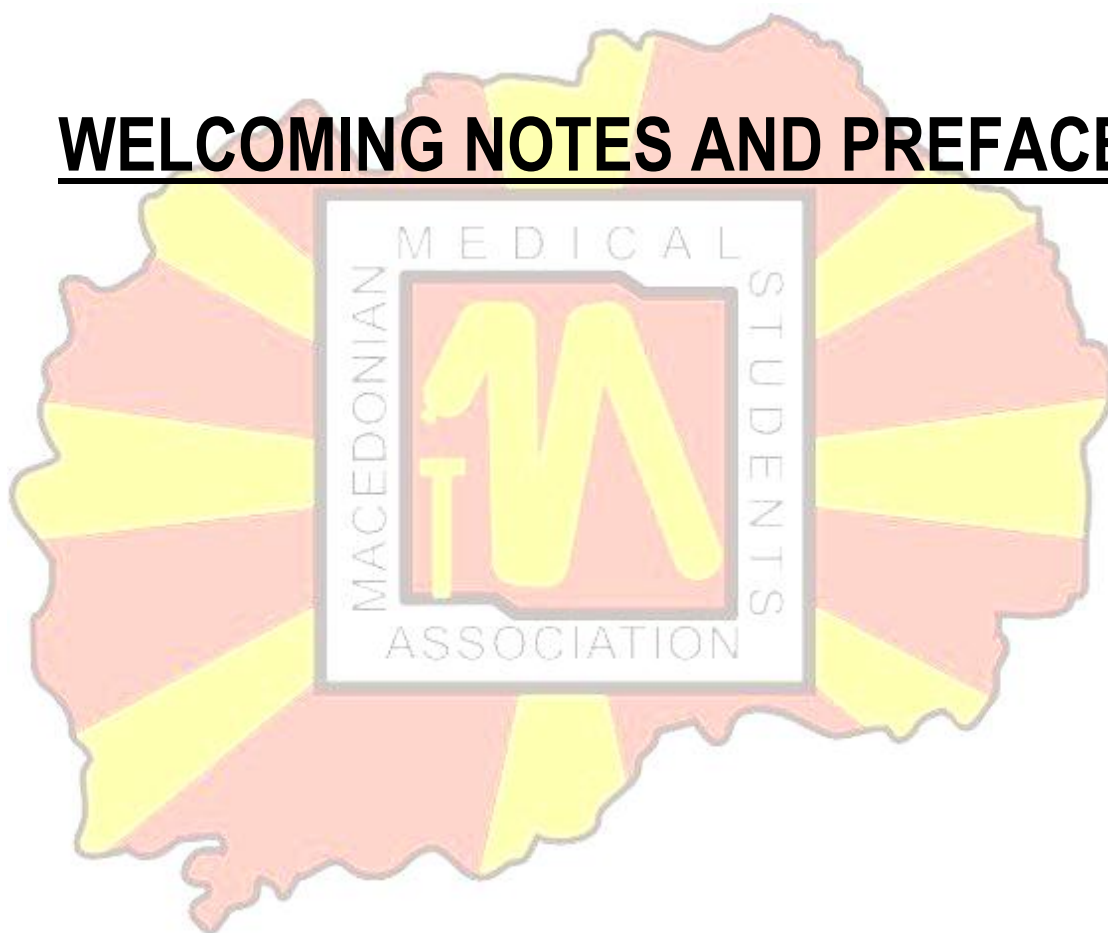 WELCOMING NOTES AND PREFACE
MEDICAL
MACEDONIAN
STUDENTS
ASSOCIATION